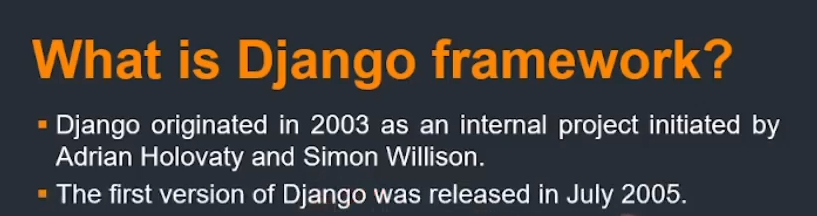 What is Django framework?
▪ Django originated in 2003 as an internal project initiated by
Adrian Holovaty and Simon Willison.
▪ The first version of Django was released in July 2005.